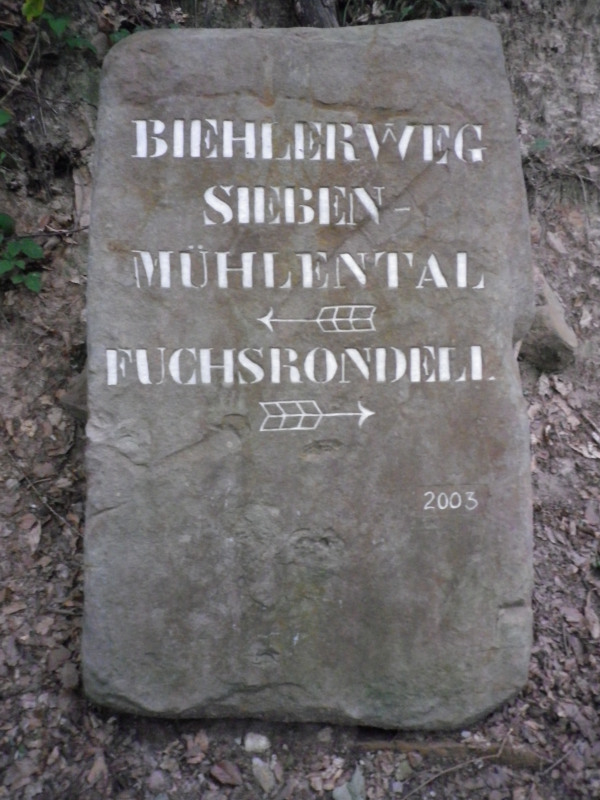 BIEHLERWEG
SIEBEN-
MÜHLENTAL
FUCHSRONDELL
2003